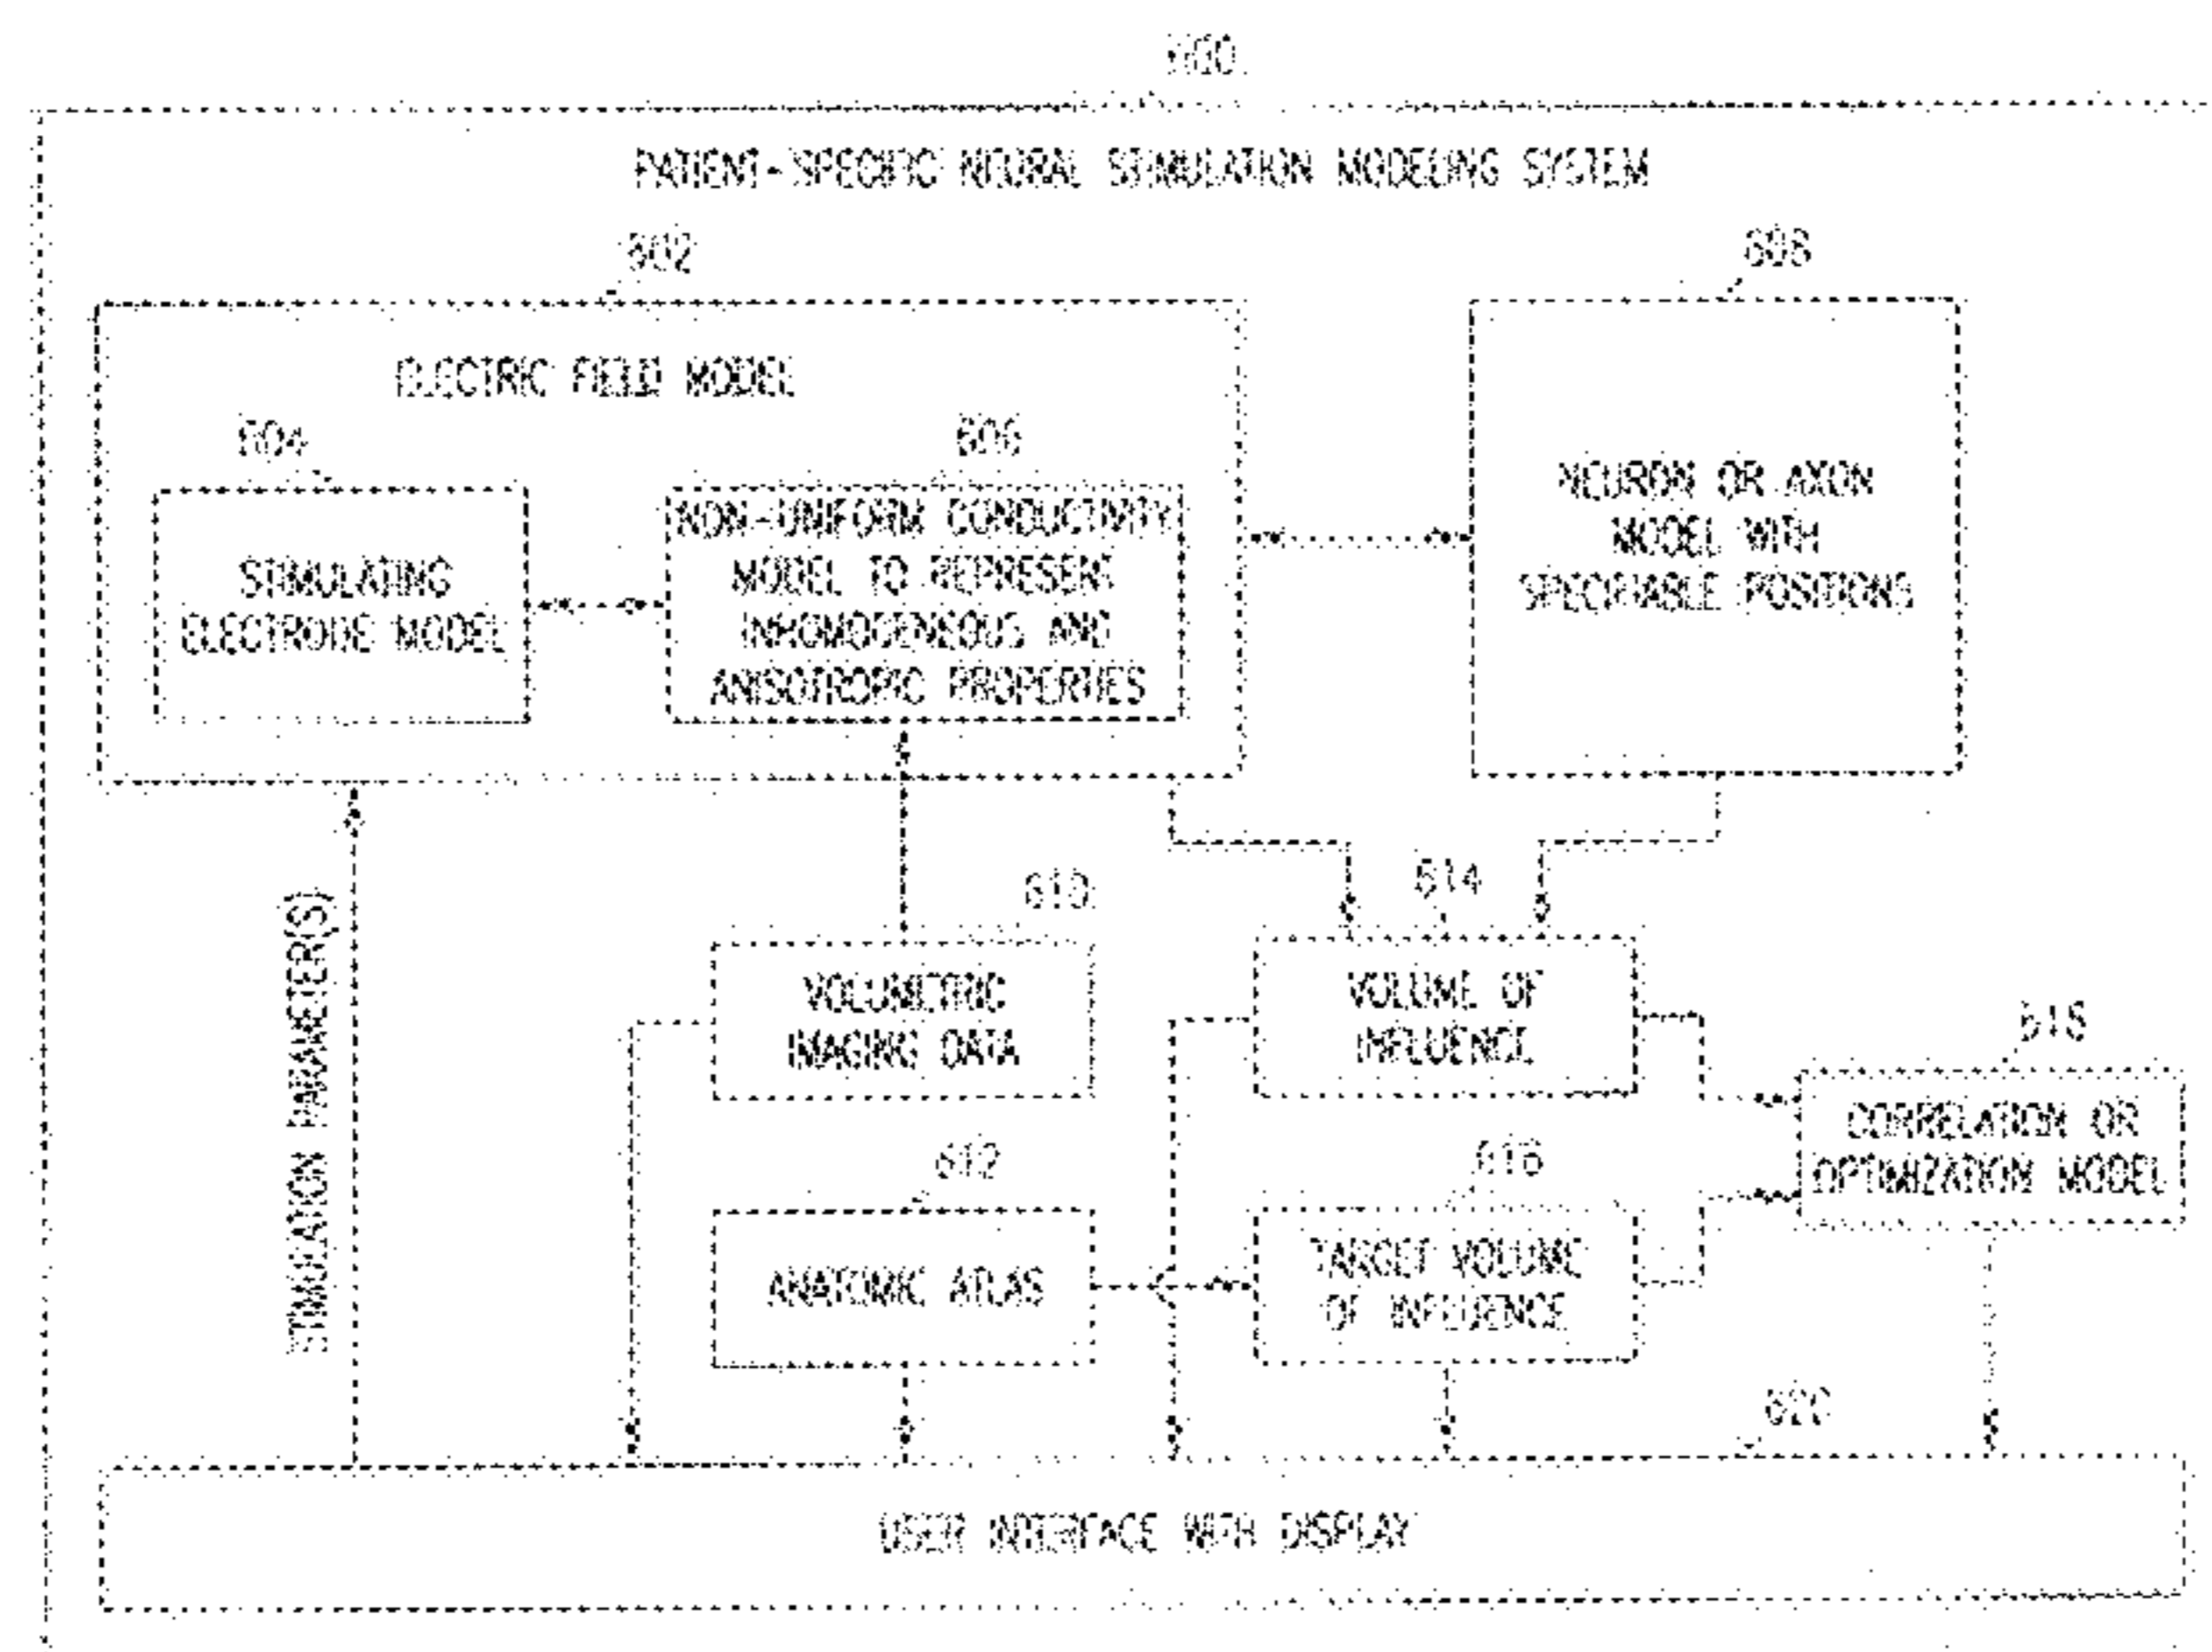 600
PATIENT-SPECIFIC NEURAL STIMULATION MODELING SYSTEM
602
608
ELECTRIC FIELD MODEL
604
606
STIMULATING
ELECTRODE MODEL
NON-UNIFORM CONDUCTIVITY
MODEL TO REPRESENT
INHOMOGENEOUS AND
ANISOTROPIC PROPERTIES
NEURON OR AXON
MODEL WITH
SPECIFIABLE POSITIONS
STIMULATION PARAMETER(S)
610
614
VOLUMETRIC
IMAGING DATA
VOLUME OF
INFLUENCE
618
CORRELATION OR
OPTIMIZATION MODEL
612
616
ANATOMIC ATLAS
TARGET VOLUME
OF INFLUENCE
620
USER INTERFACE WITH DISPLAY